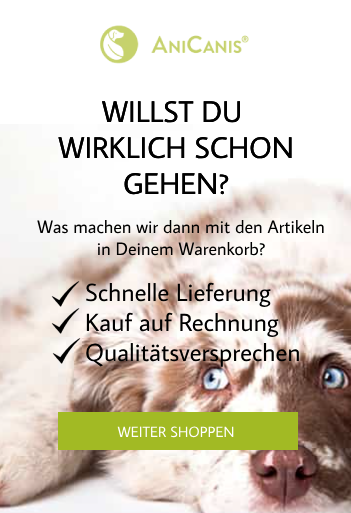 ANICANIS®
WILLST DU
WIRKLICH SCHON
GEHEN?
Was machen wir dann mit den Artikeln
in Deinem Warenkorb?
Schnelle Lieferung
Kauf auf Rechnung
Qualitätsversprechen
WEITER SHOPPEN